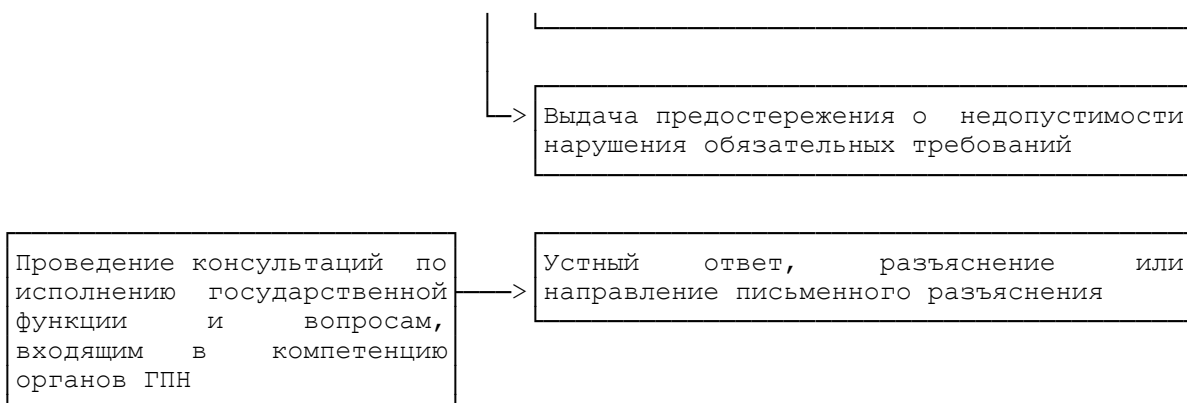 Выдача предостережения о недопустимости
нарушения обязательных требований
Проведение консультаций по
исполнению государственной
функции и вопросам,
входящим в компетенцию
органов ГПН
Устный ответ, разъяснение или
направление письменного разъяснения